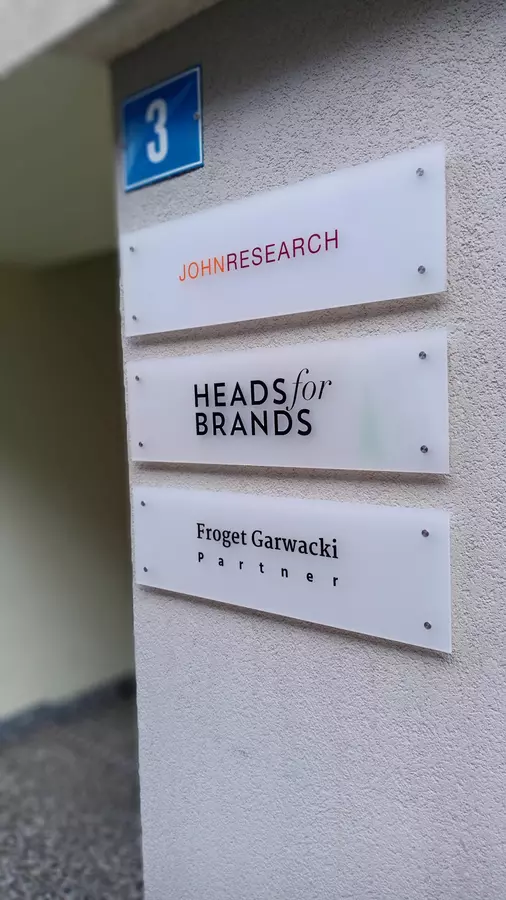 3
JOHNRESEARCH
HEADS for
BRANDS
Froget Garwacki
Partner